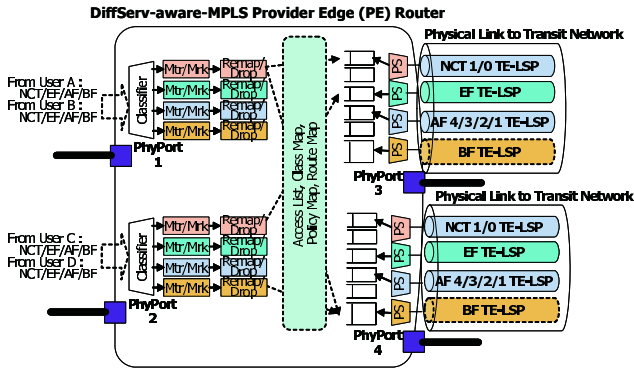 DiffServ-aware-MPLS Provider Edge (PE) Router
Physical Link to Transit Network
From User A :
NCT/EF/AF/BF
From User B :
NCT/EF/AF/BF
Classifier
Mtr/Mrk
Remap/
Drop
Mtr/Mrk
Remap/
Drop
Mtr/Mrk
Remap/
Drop
Mtr/Mrk
Remap/
Drop
PhyPort
1
Access List, Class Map,
Policy Map, Route Map
PS
NCT 1/0 TE-LSP
PS
EF TE-LSP
PS
AF 4/3/2/1 TE-LSP
PS
BF TE-LSP
PhyPort
3
Physical Link to Transit Network
From User C :
NCT/EF/AF/BF
From User D :
NCT/EF/AF/BF
Classifier
Mtr/Mrk
Remap/
Drop
Mtr/Mrk
Remap/
Drop
Mtr/Mrk
Remap/
Drop
Mtr/Mrk
Remap/
Drop
PhyPort
2
PS
NCT 1/0 TE-LSP
PS
EF TE-LSP
PS
AF 4/3/2/1 TE-LSP
PS
BF TE-LSP
PhyPort
4